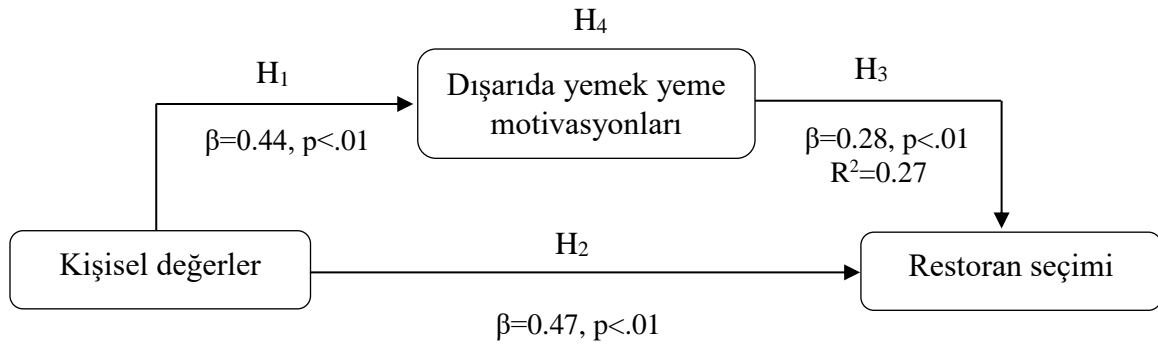 H₄
H₁
Dışarıda yemek yeme
motivasyonları
H₃
β=0.44, p<.01
β=0.28, p<.01
R²=0.27
Kişisel değerler
H₂
Restoran seçimi
β=0.47, p<.01